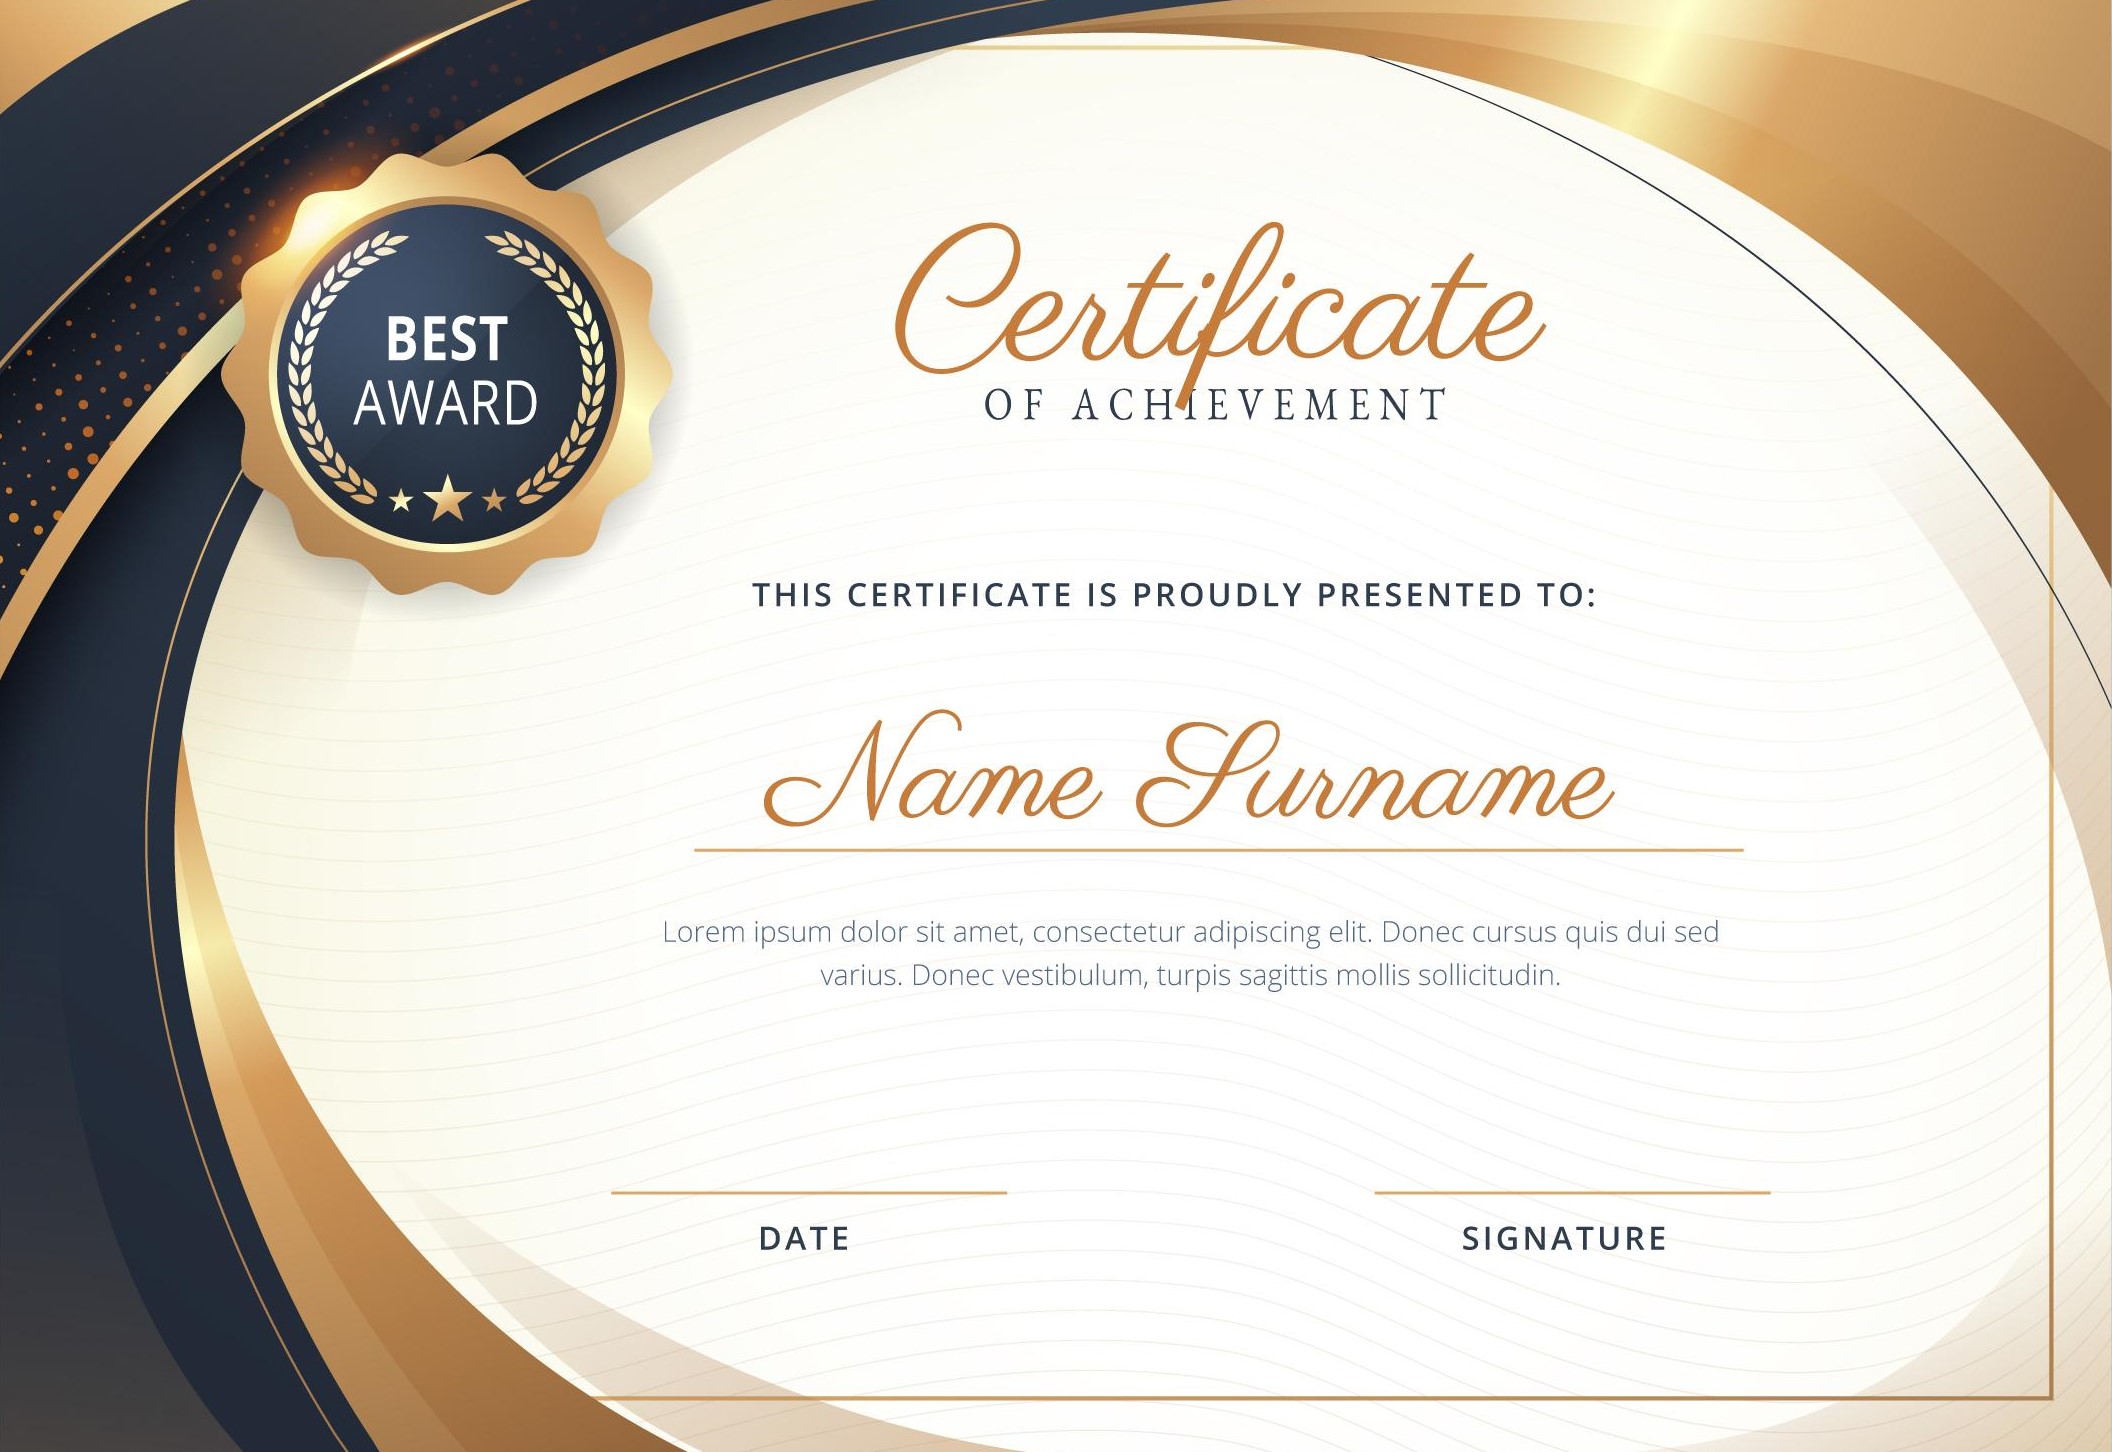 BEST
AWARD
Certificate
OF ACHIEVEMENT
THIS CERTIFICATE IS PROUDLY PRESENTED TO:
Name Surname
Lorem ipsum dolor sit amet, consectetur adipiscing elit. Donec cursus quis dui sed
varius. Donec vestibulum, turpis sagittis mollis sollicitudin.
DATE
SIGNATURE